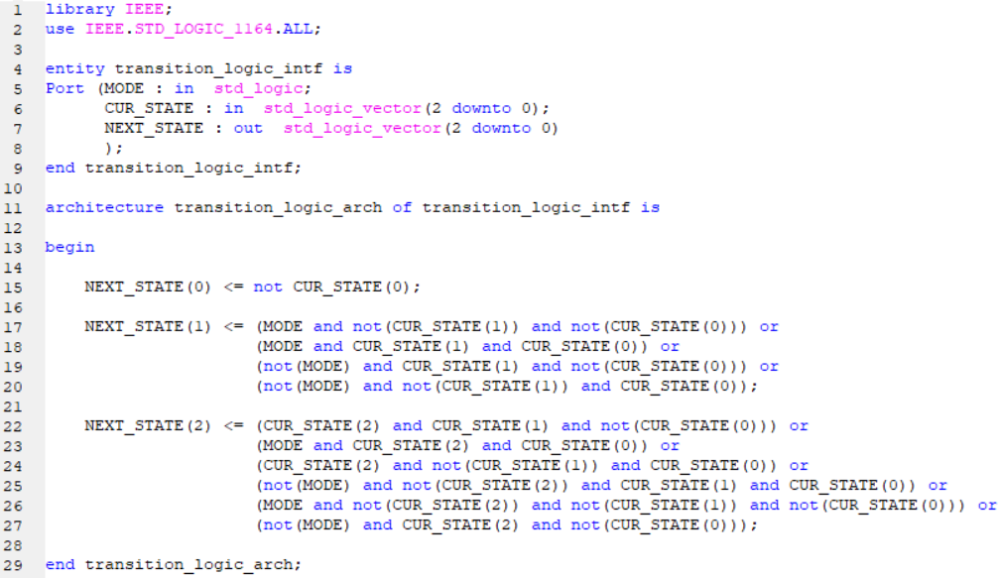 1 library IEEE;
2 use IEEE.STD_LOGIC_1164.ALL;
3
4 entity transition_logic_intf is
5 Port (MODE : in  std_logic;
6       CUR_STATE : in  std_logic_vector(2 downto 0);
7       NEXT_STATE : out  std_logic_vector(2 downto 0)
8       );
9 end transition_logic_intf;
10
11 architecture transition_logic_arch of transition_logic_intf is
12
13 begin
14
15     NEXT_STATE(0) <= not CUR_STATE(0);
16
17     NEXT_STATE(1) <= (MODE and not(CUR_STATE(1)) and not(CUR_STATE(0))) or
18                      (MODE and CUR_STATE(1) and CUR_STATE(0)) or
19                      (not(MODE) and CUR_STATE(1) and not(CUR_STATE(0))) or
20                      (not(MODE) and not(CUR_STATE(1)) and CUR_STATE(0));
21
22     NEXT_STATE(2) <= (CUR_STATE(2) and CUR_STATE(1) and not(CUR_STATE(0))) or
23                      (MODE and CUR_STATE(2) and CUR_STATE(0)) or
24                      (CUR_STATE(2) and not(CUR_STATE(1)) and CUR_STATE(0)) or
25                      (not(MODE) and not(CUR_STATE(2)) and CUR_STATE(1) and CUR_STATE(0)) or
26                      (MODE and not(CUR_STATE(2)) and not(CUR_STATE(1)) and not(CUR_STATE(0))) or
27                      (not(MODE) and CUR_STATE(2) and not(CUR_STATE(0)));
28
29 end transition_logic_arch;